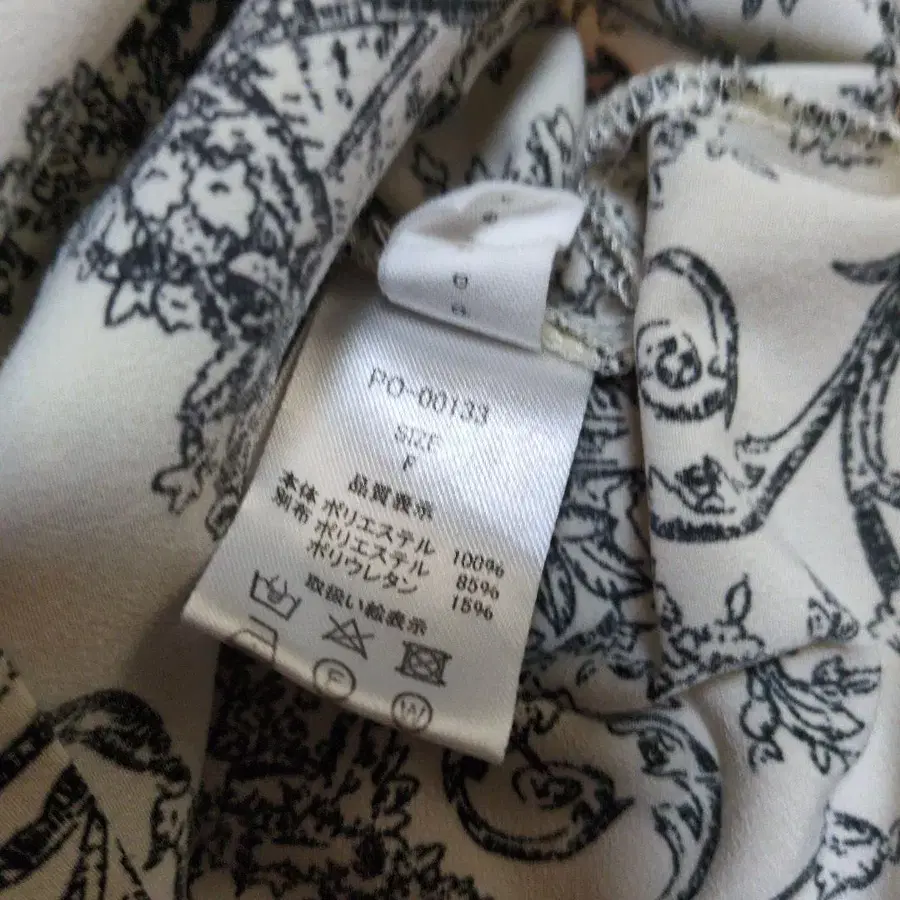 PO-00133
SIZE
F
品質表示
本体 ポリエステル 100%
別布 ポリエステル 85%
ポリウレタン 15%
取扱い絵表示
F
W